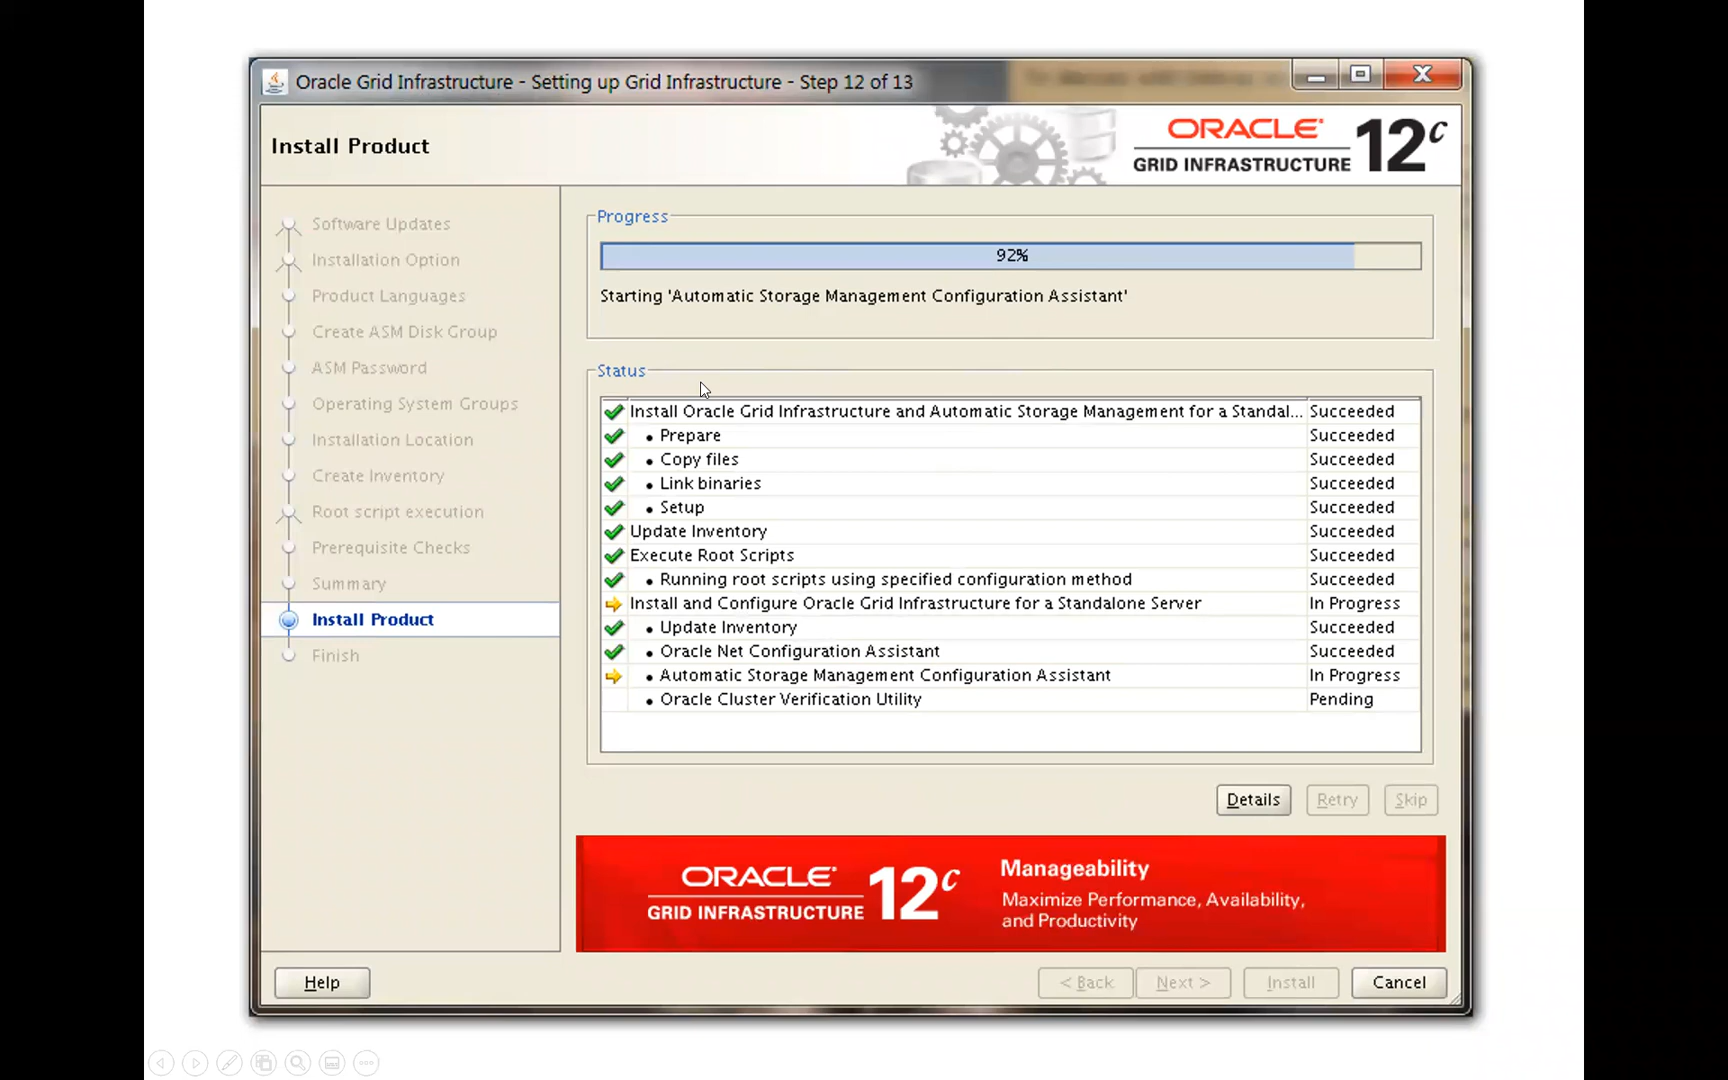 Oracle Grid Infrastructure - Setting up Grid Infrastructure - Step 12 of 13
Install Product
ORACLE®
GRID INFRASTRUCTURE 12c
Software Updates
Installation Option
Product Languages
Create ASM Disk Group
ASM Password
Operating System Groups
Installation Location
Create Inventory
Root script execution
Prerequisite Checks
Summary
Install Product
Finish
Progress
92%
Starting 'Automatic Storage Management Configuration Assistant'
Status
Install Oracle Grid Infrastructure and Automatic Storage Management for a Standal... Succeeded
• Prepare Succeeded
• Copy files Succeeded
• Link binaries Succeeded
• Setup Succeeded
Update Inventory Succeeded
Execute Root Scripts Succeeded
• Running root scripts using specified configuration method Succeeded
Install and Configure Oracle Grid Infrastructure for a Standalone Server In Progress
• Update Inventory Succeeded
• Oracle Net Configuration Assistant Succeeded
• Automatic Storage Management Configuration Assistant In Progress
• Oracle Cluster Verification Utility Pending
Details Retry Skip
ORACLE®
GRID INFRASTRUCTURE 12c
Manageability
Maximize Performance, Availability,
and Productivity
Help < Back Next > Install Cancel